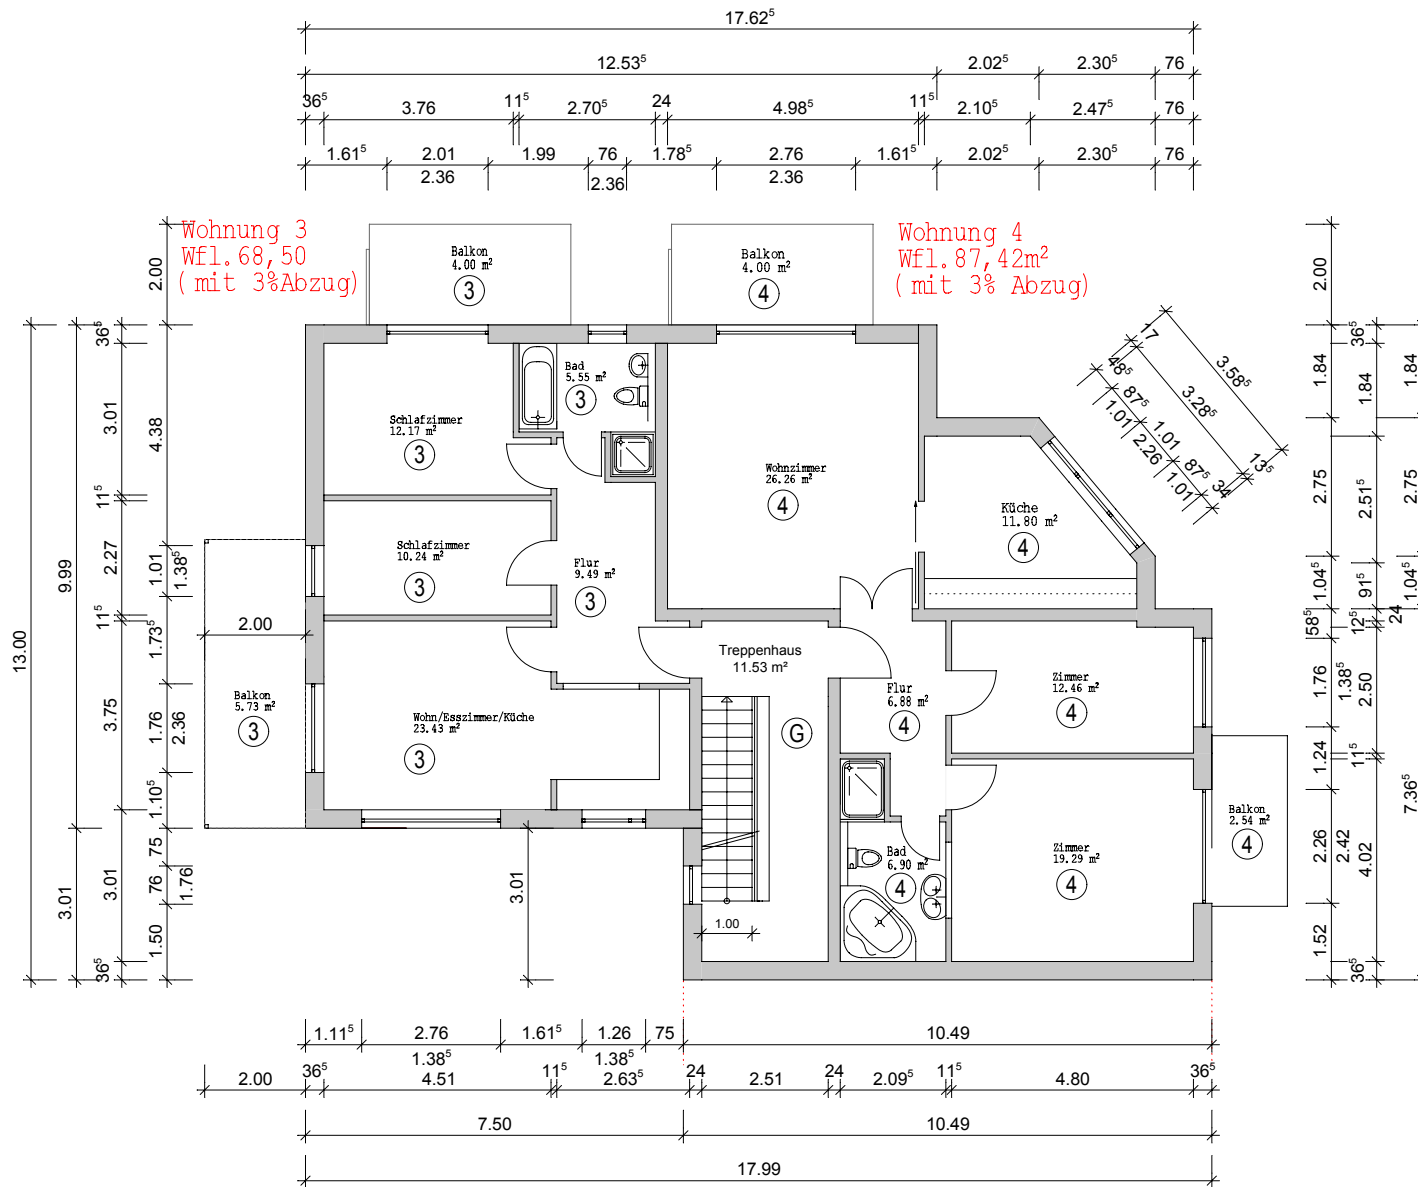 17.62⁵
12.53⁵ 2.02⁵ 2.30⁵ 76
36⁵ 3.76 11⁵ 2.70⁵ 24 4.98⁵ 11⁵ 2.10⁵ 2.47⁵ 76
1.61⁵ 2.01 1.99 76 1.78⁵ 2.76 1.61⁵ 2.02⁵ 2.30⁵ 76
2.36 2.36 2.36
Wohnung 3
Wfl.68,50
(mit 3%Abzug)
Wohnung 4
Wfl.87,42m²
(mit 3% Abzug)
Balkon
4.00 m²
3
Balkon
4.00 m²
4
Bad
5.55 m²
3
Schlafzimmer
12.17 m²
3
Wohnzimmer
26.26 m²
4
Küche
11.80 m²
4
Schlafzimmer
10.24 m²
3
Flur
9.49 m²
3
Treppenhaus
11.53 m²
G
Balkon
5.73 m²
3
Wohn/Esszimmer/Küche
23.43 m²
3
Flur
6.88 m²
4
Zimmer
12.46 m²
4
Bad
6.90 m²
4
Zimmer
19.29 m²
4
Balkon
2.54 m²
4
1.00
2.00
3.01
13.00
9.99
3.01
36⁵
3.01
11⁵
2.27
11⁵
3.75
3.01
36⁵
2.00
4.38
1.01
1.38⁵
1.73⁵
1.76
2.36
1.10⁵
75
76
1.76
1.50
17
3.58⁵
48⁵
3.28⁵
13⁵
87⁵
1.01
87⁵
34
1.01
2.26
1.01
2.00
1.84
2.75
1.04⁵
58⁵
1.76
1.38⁵
1.24
2.26
2.42
1.52
36⁵
1.84
2.51⁵
91⁵
12⁵
2.50
11⁵
4.02
36⁵
1.84
2.75
1.04⁵
24
7.36⁵
1.11⁵ 2.76 1.61⁵ 1.26 75 10.49
1.38⁵ 1.38⁵
2.00 36⁵ 4.51 11⁵ 2.63⁵ 24 2.51 24 2.09⁵ 11⁵ 4.80 36⁵
7.50 10.49
17.99